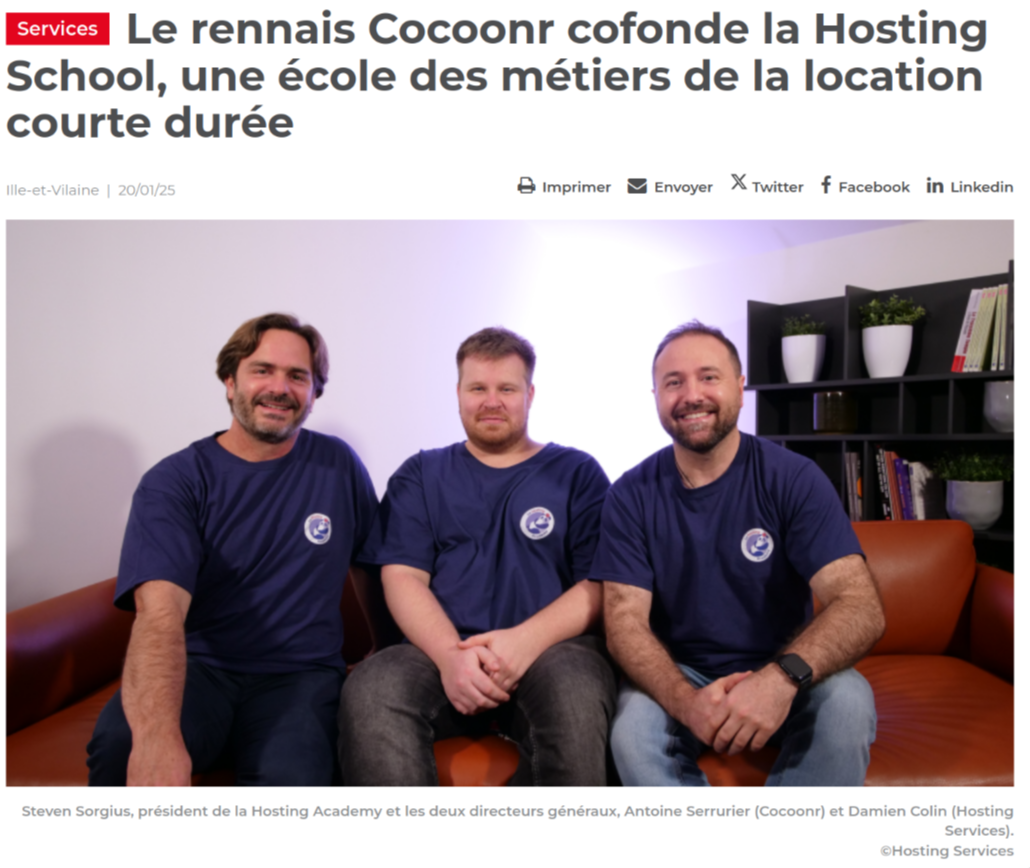 Services Le rennais Cocoonr cofonde la Hosting
School, une école des métiers de la location
courte durée
Ille-et-Vilaine | 20/01/25
Imprimer Envoyer Twitter Facebook Linkedin
Steven Sorgius, président de la Hosting Academy et les deux directeurs généraux, Antoine Serrurier (Cocoonr) et Damien Colin (Hosting
Services).
©Hosting Services